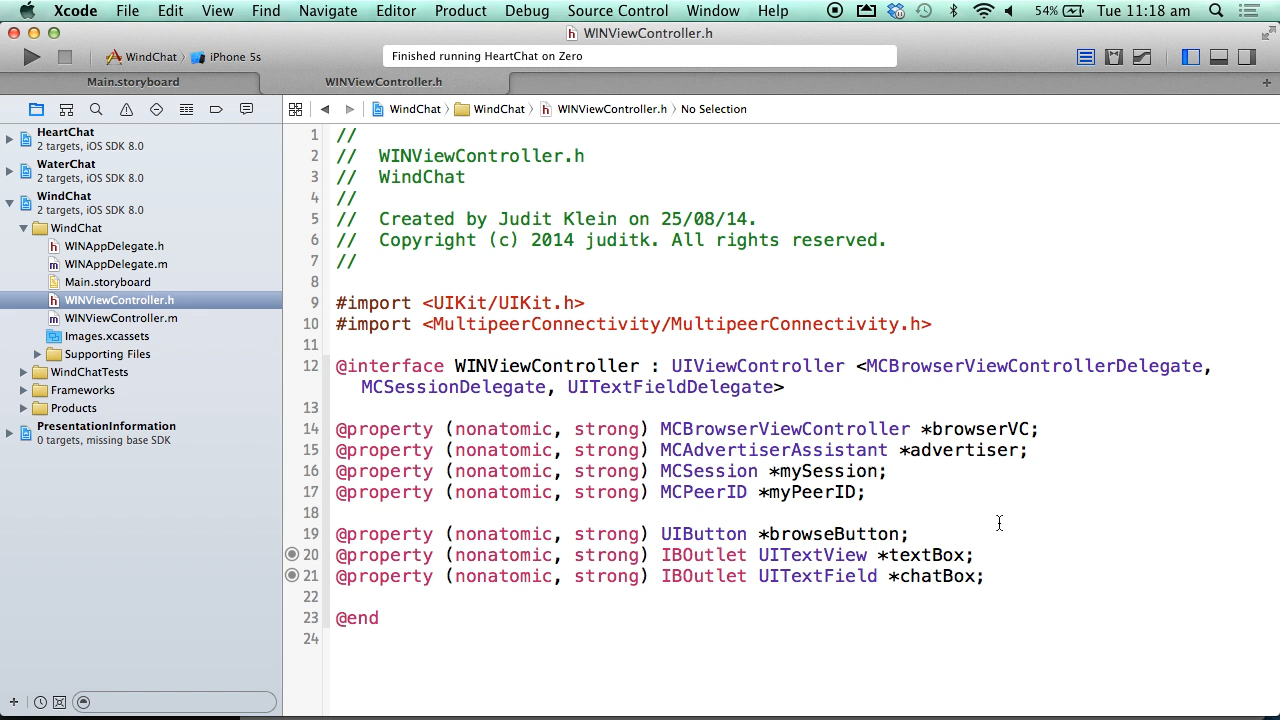 Xcode File Edit View Find Navigate Editor Product Debug Source Control Window Help 54% Tue 11:18 am
WINViewController.h
WindChat iPhone 5s Finished running HeartChat on Zero
Main.storyboard WINViewController.h
WindChat WindChat WINViewController.h No Selection
HeartChat
2 targets, iOS SDK 8.0
WaterChat
2 targets, iOS SDK 8.0
WindChat
2 targets, iOS SDK 8.0
WindChat
WINAppDelegate.h
WINAppDelegate.m
Main.storyboard
WINViewController.h
WINViewController.m
Images.xcassets
Supporting Files
WindChatTests
Frameworks
Products
PresentationInformation
0 targets, missing base SDK
1 //
2 //  WINViewController.h
3 //  WindChat
4 //
5 //  Created by Judit Klein on 25/08/14.
6 //  Copyright (c) 2014 juditk. All rights reserved.
7 //
8
9 #import <UIKit/UIKit.h>
10 #import <MultipeerConnectivity/MultipeerConnectivity.h>
11
12 @interface WINViewController : UIViewController <MCBrowserViewControllerDelegate,
MCSessionDelegate, UITextFieldDelegate>
13
14 @property (nonatomic, strong) MCBrowserViewController *browserVC;
15 @property (nonatomic, strong) MCAdvertiserAssistant *advertiser;
16 @property (nonatomic, strong) MCSession *mySession;
17 @property (nonatomic, strong) MCPeerID *myPeerID;
18
19 @property (nonatomic, strong) UIButton *browseButton;
20 @property (nonatomic, strong) IBOutlet UITextView *textBox;
21 @property (nonatomic, strong) IBOutlet UITextField *chatBox;
22
23 @end
24